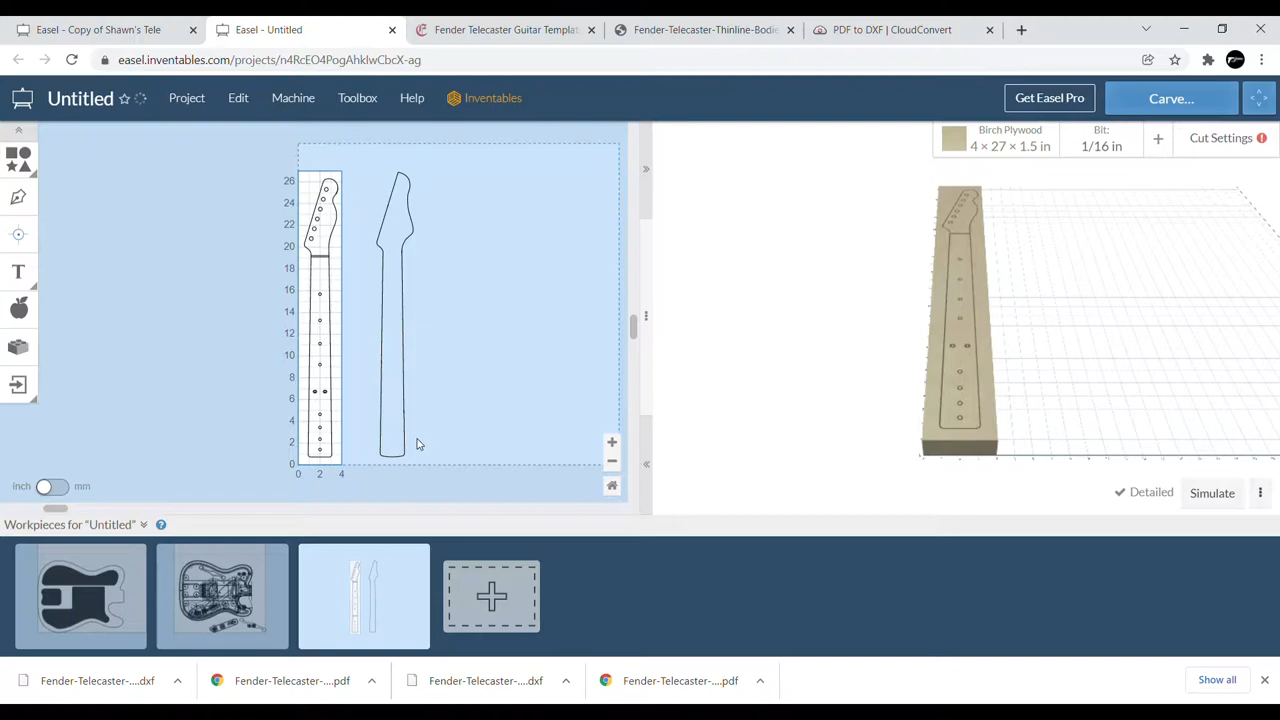 Easel - Copy of Shawn's Tele
Easel - Untitled
Fender Telecaster Guitar Templat
Fender-Telecaster-Thinline-Bodie
PDF to DXF | CloudConvert
easel.inventables.com/projects/n4RcEO4PogAhkIwCbcX-ag
Untitled
Project
Edit
Machine
Toolbox
Help
Inventables
Get Easel Pro
Carve...
Birch Plywood
4 × 27 × 1.5 in
Bit:
1/16 in
Cut Settings
26
24
22
20
18
16
14
12
10
8
6
4
2
0
0 2 4
T
inch mm
Detailed
Simulate
Workpieces for "Untitled"
Fender-Telecaster-....dxf
Fender-Telecaster-....pdf
Fender-Telecaster-....dxf
Fender-Telecaster-....pdf
Show all